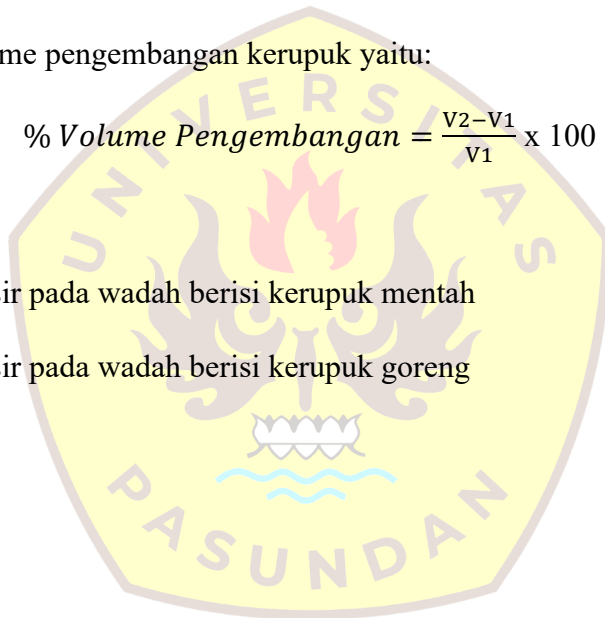 me pengembangan kerupuk yaitu:
% Volume Pengembangan = V2−V1/V1 x 100
ir pada wadah berisi kerupuk mentah
ir pada wadah berisi kerupuk goreng
UNIVERSITAS
PASUNDAN